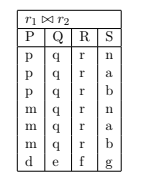 r₁ ⋈ r₂
P Q R S
p q r n
p q r a
p q r b
m q r n
m q r a
m q r b
d e f g